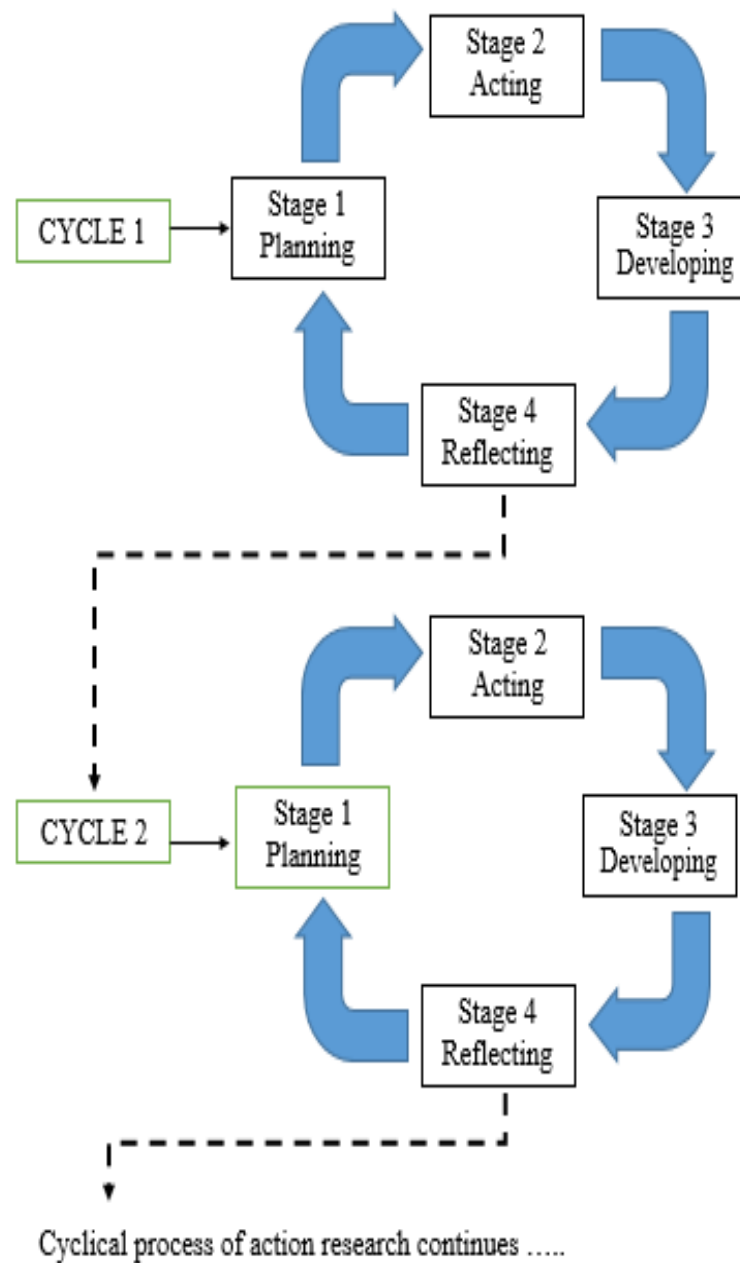 Stage 2
Acting
CYCLE 1
Stage 1
Planning
Stage 3
Developing
Stage 4
Reflecting
Stage 2
Acting
CYCLE 2
Stage 1
Planning
Stage 3
Developing
Stage 4
Reflecting
Cyclical process of action research continues .....